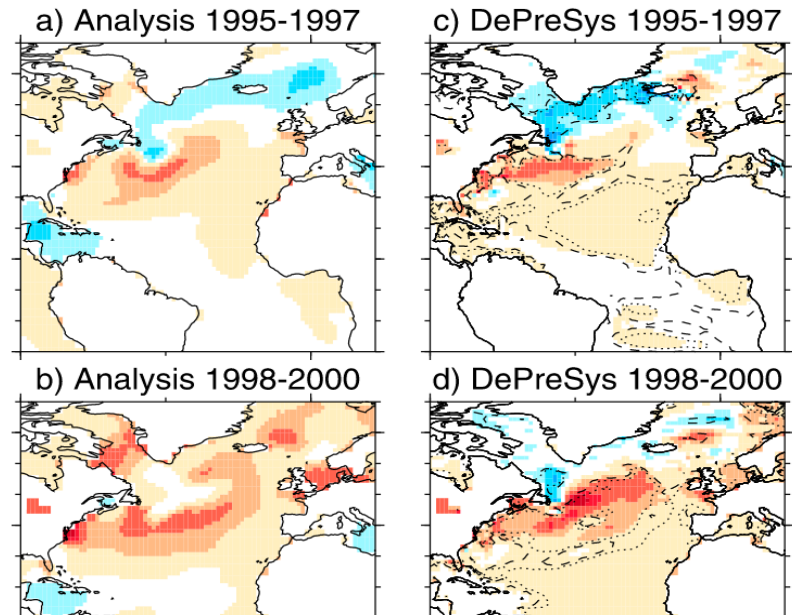 a) Analysis 1995-1997
c) DePreSys 1995-1997
b) Analysis 1998-2000
d) DePreSys 1998-2000